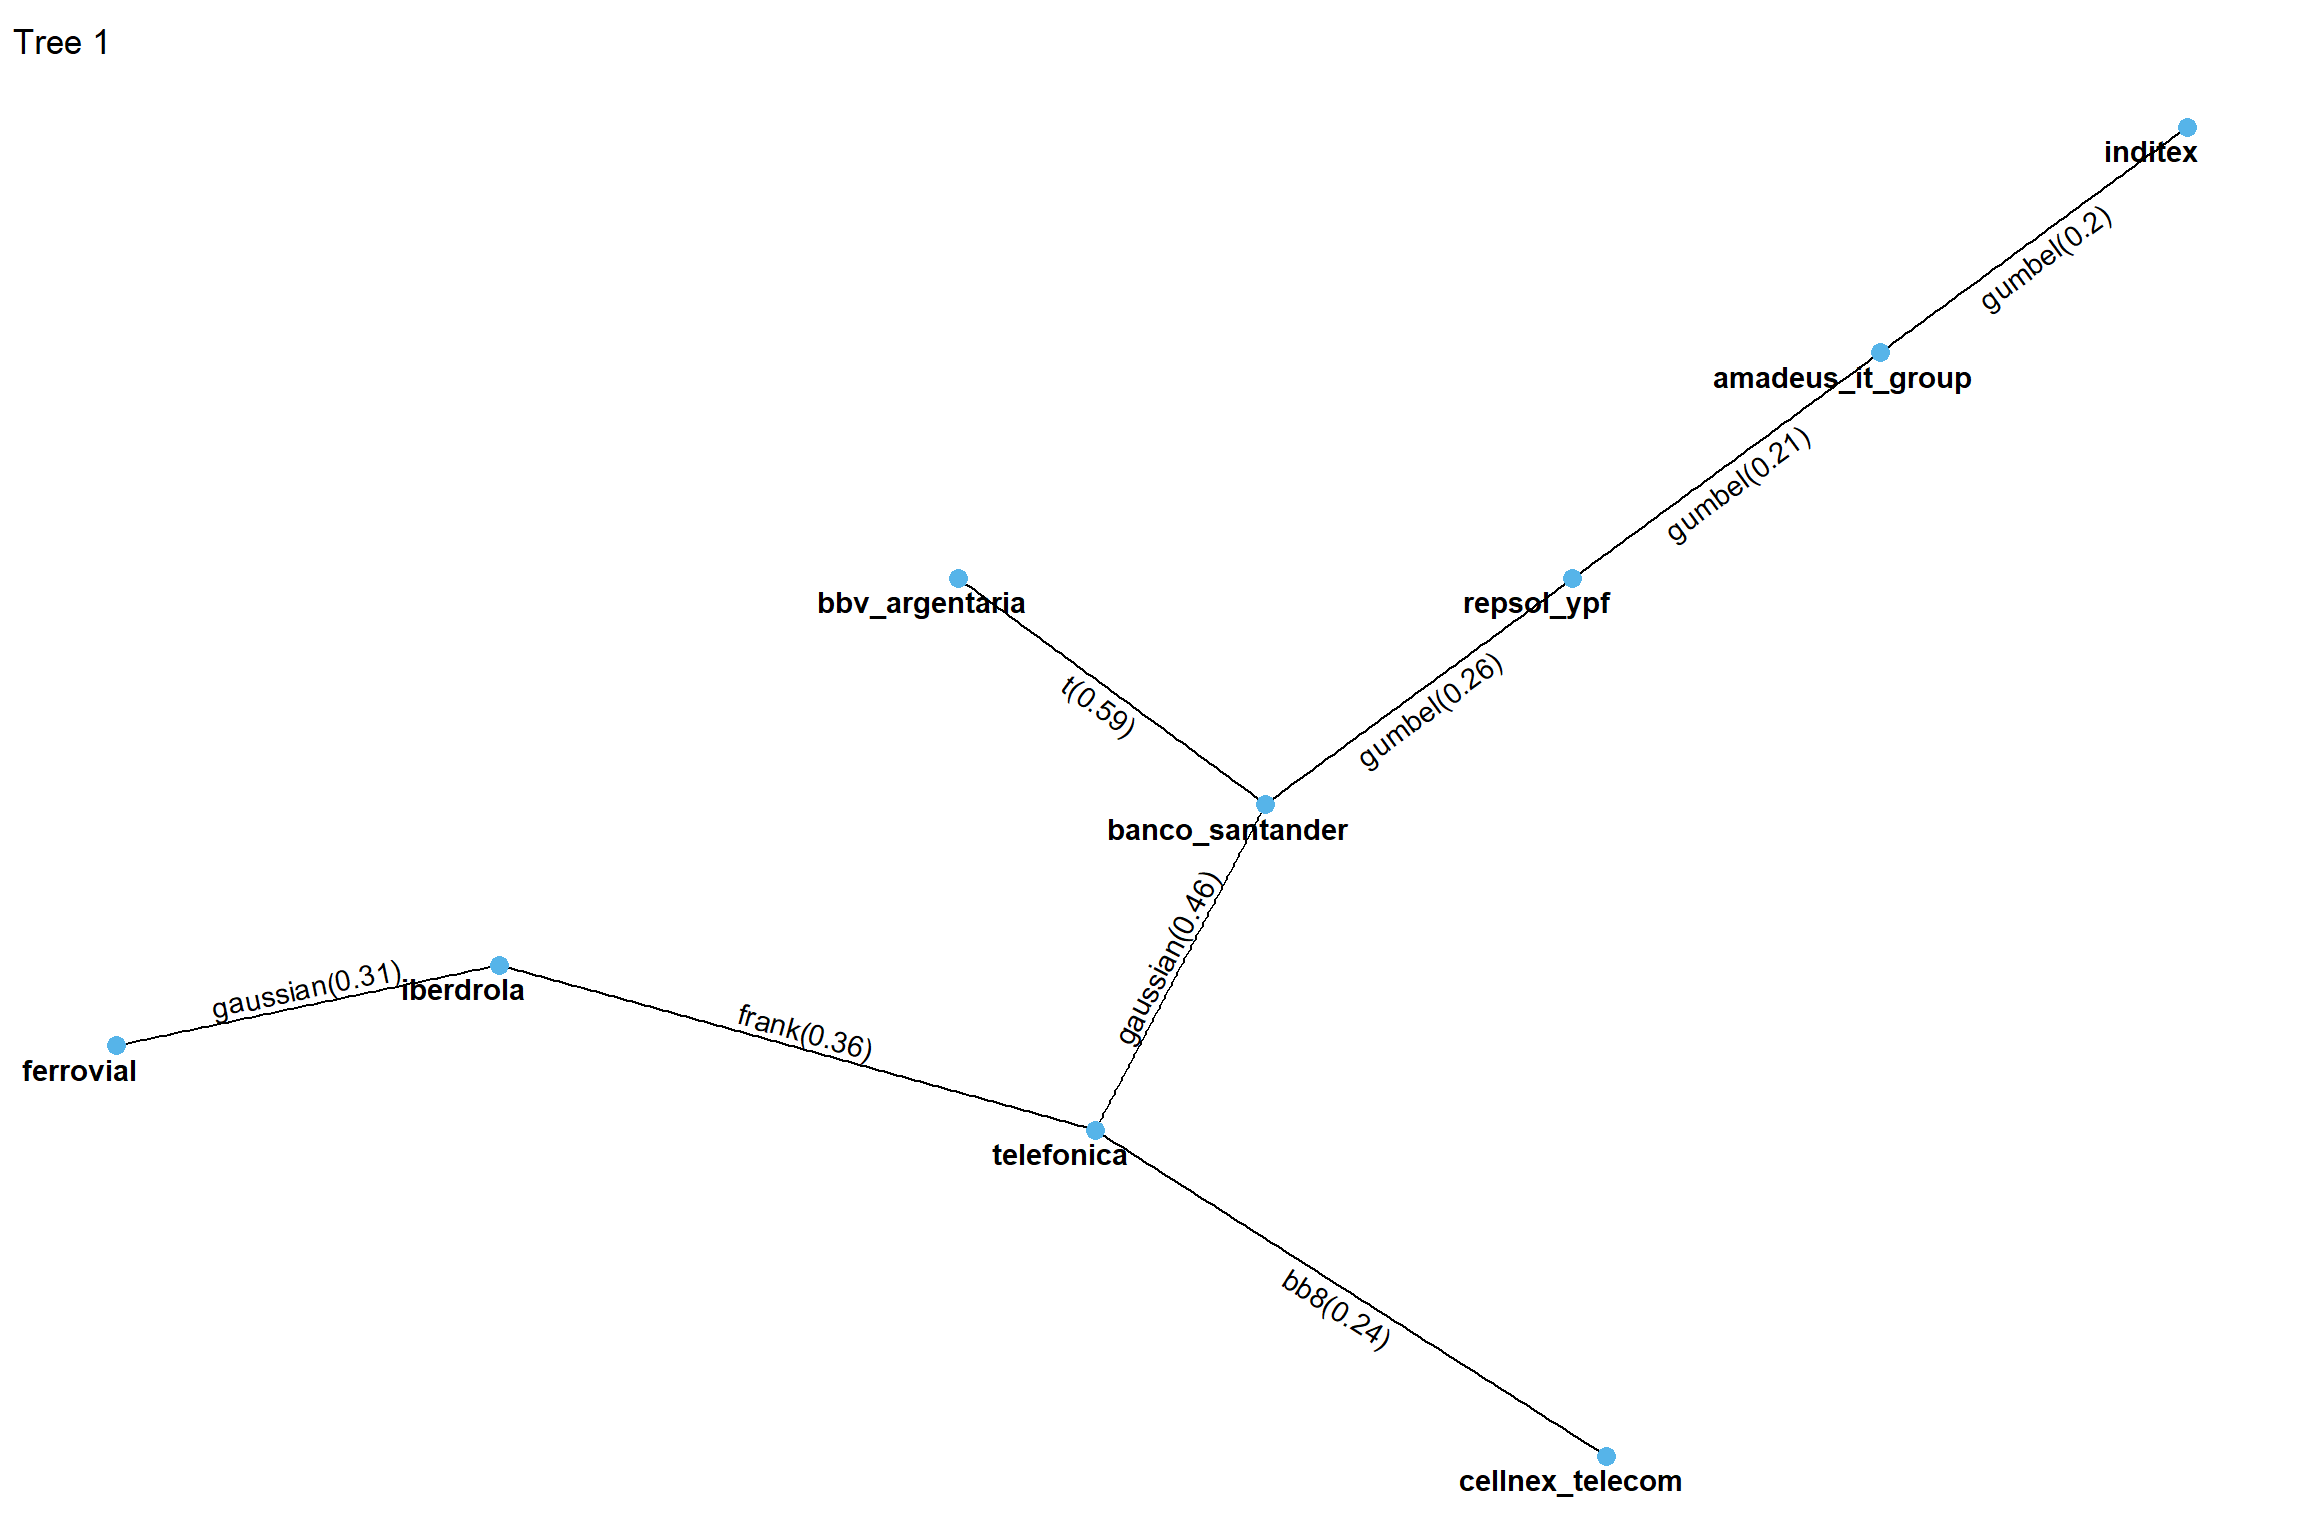 Tree 1
inditex
gumbel(0.2)
amadeus_it_group
gumbel(0.21)
bbv_argentaria
repsol_ypf
t(0.59)
gumbel(0.26)
banco_santander
gaussian(0.46)
gaussian(0.31)
iberdrola
frank(0.36)
ferrovial
telefonica
bb8(0.24)
cellnex_telecom